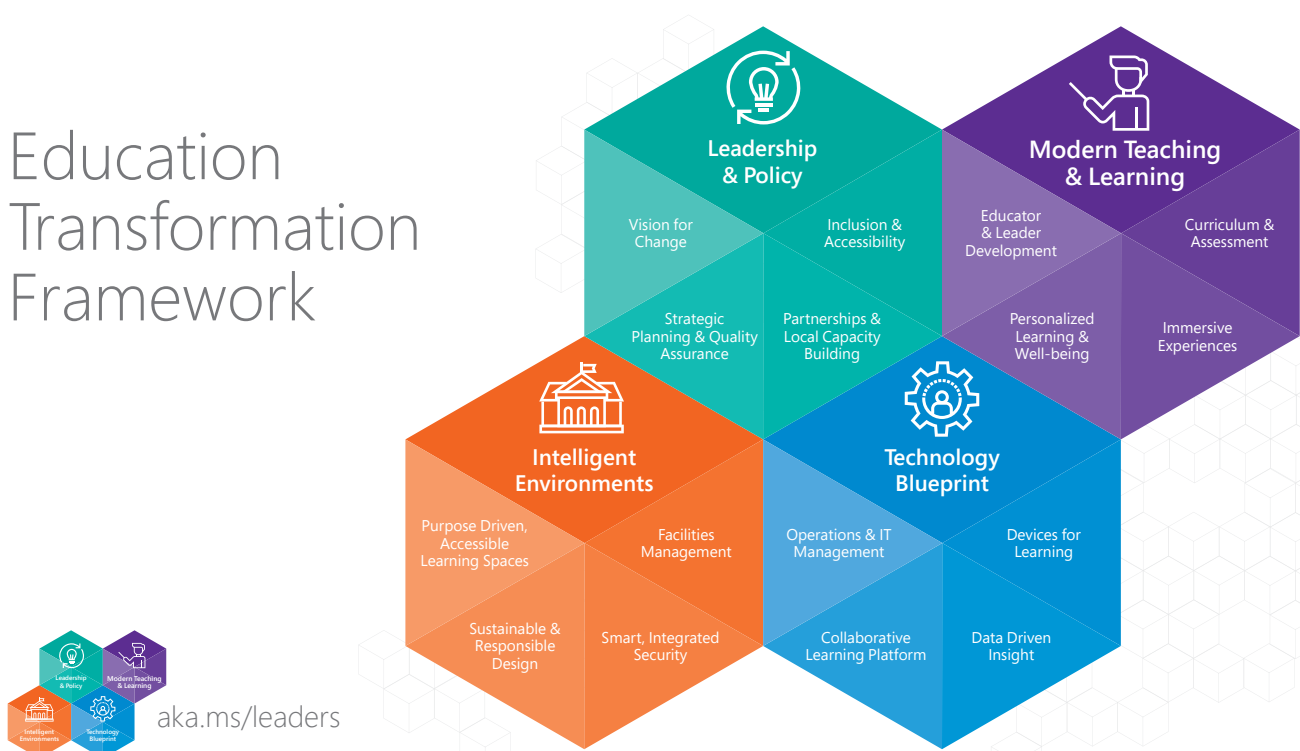 Education
Transformation
Framework
Leadership
& Policy
Vision for
Change
Inclusion &
Accessibility
Strategic
Planning & Quality
Assurance
Partnerships &
Local Capacity
Building
Modern Teaching
& Learning
Educator
& Leader
Development
Curriculum &
Assessment
Personalized
Learning &
Well-being
Immersive
Experiences
Intelligent
Environments
Purpose Driven,
Accessible
Learning Spaces
Facilities
Management
Sustainable &
Responsible
Design
Smart, Integrated
Security
Technology
Blueprint
Operations & IT
Management
Devices for
Learning
Collaborative
Learning Platform
Data Driven
Insight
Leadership
& Policy
Modern Teaching
& Learning
Intelligent
Environments
Technology
Blueprint
aka.ms/leaders